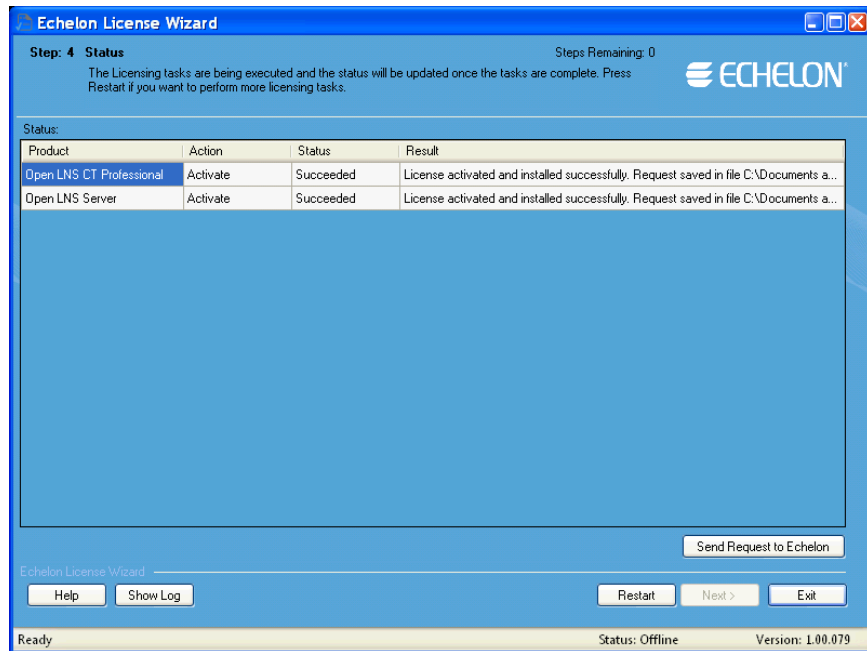 Echelon License Wizard
Step: 4 Status
Steps Remaining: 0
The Licensing tasks are being executed and the status will be updated once the tasks are complete. Press
Restart if you want to perform more licensing tasks.
ECHELON
Status:
Product Action Status Result
Open LNS CT Professional Activate Succeeded License activated and installed successfully. Request saved in file C:\Documents a...
Open LNS Server Activate Succeeded License activated and installed successfully. Request saved in file C:\Documents a...
Send Request to Echelon
Echelon License Wizard
Help Show Log Restart Next > Exit
Ready Status: Offline Version: 1.00.079